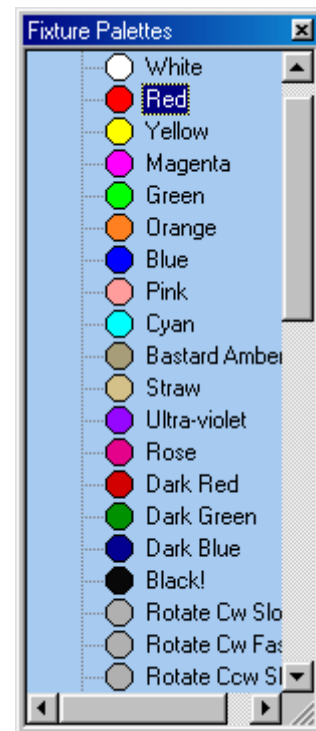 Fixture Palettes
White
Red
Yellow
Magenta
Green
Orange
Blue
Pink
Cyan
Bastard Amber
Straw
Ultra-violet
Rose
Dark Red
Dark Green
Dark Blue
Black!
Rotate Cw Slo
Rotate Cw Fas
Rotate Ccw Sl